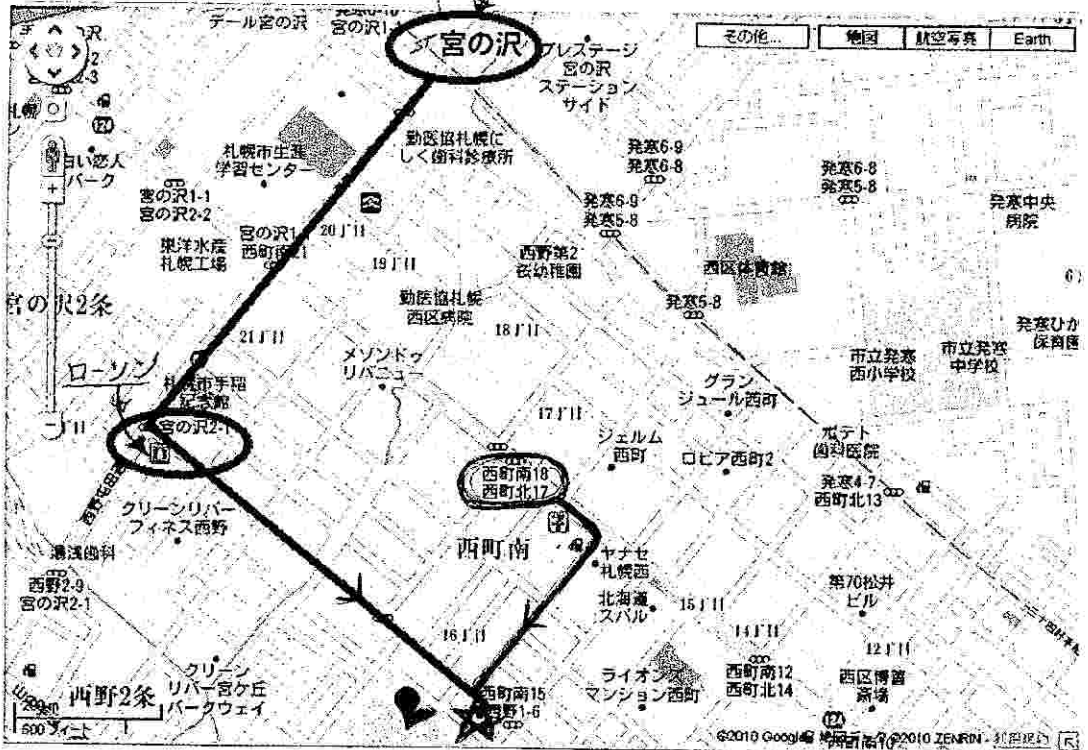 デール宮の沢
宮の沢
プレステージ
宮の沢
ステーション
サイド
その他...
地図
航空写真
Earth
勤医協札幌に
しく歯科診療所
札幌市生涯
学習センター
白い恋人
パーク
宮の沢1-1
宮の沢2-2
東洋水産
札幌工場
20丁目
19丁目
発寒6-9
発寒6-8
発寒6-8
発寒5-8
発寒6-9
発寒5-8
発寒中央
病院
西野第2
桜幼稚園
西区体育館
宮の沢2条
勤医協札幌
西区病院
18丁目
発寒5-8
21丁目
メゾンドゥ
リバニュー
市立発寒
西小学校
市立発寒
中学校
発寒ひか
保育園
ローソン
札幌市手稲
記念館
宮の沢2-1
グラン
ジュール西町
17丁目
ジェルム
西町
ロピア西町2
ポテト
歯科医院
西町南18
西町北17
発寒4-7
西町北13
西野屯田通
クリーンリバー
フィネス西野
西町南
湯浅歯科
ヤナセ
札幌西
西野2-9
宮の沢2-1
北海道
スバル
15丁目
第70松井
ビル
16丁目
14丁目
12丁目
クリーン
リバー宮ケ丘
パークウェイ
西野2条
西町南15
西野1-6
ライオンズ
マンション西町
西町南12
西町北14
西区博善
斎場
500フィート
©2010 Google
©2010 ZENRIN